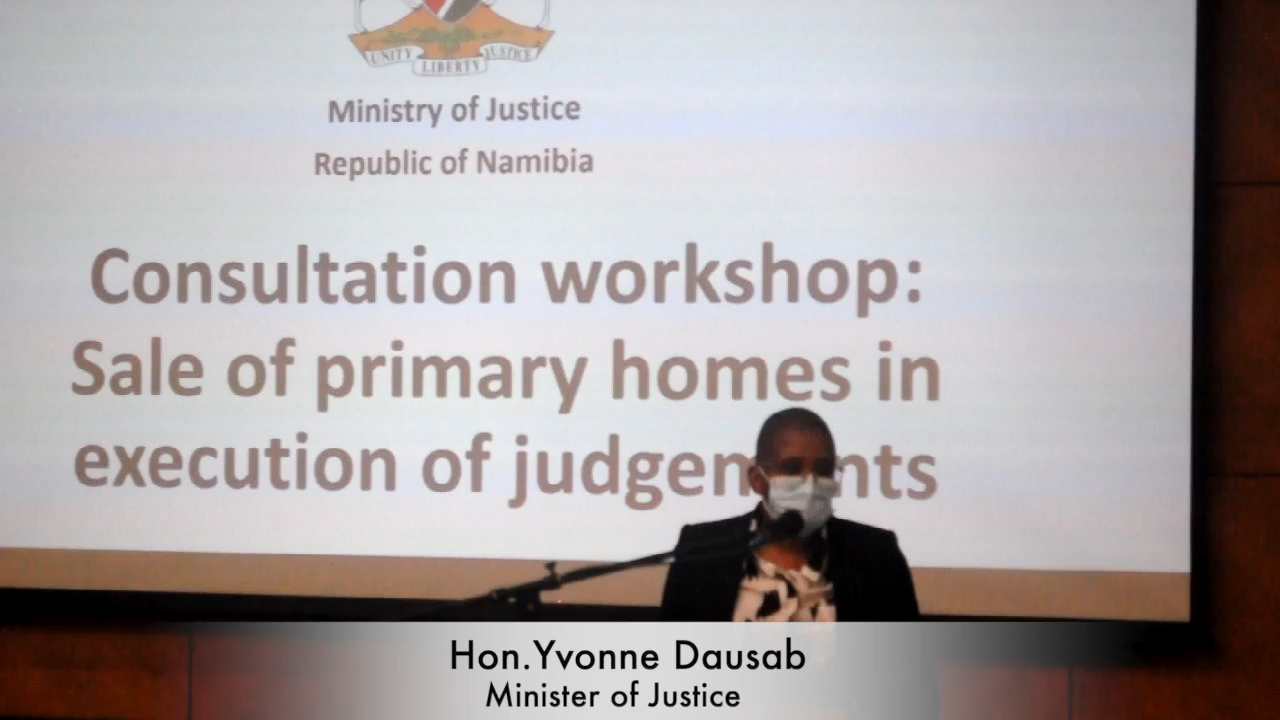 UNITY LIBERTY JUSTICE
Ministry of Justice
Republic of Namibia
Consultation workshop:
Sale of primary homes in
execution of judgements
Hon.Yvonne Dausab
Minister of Justice